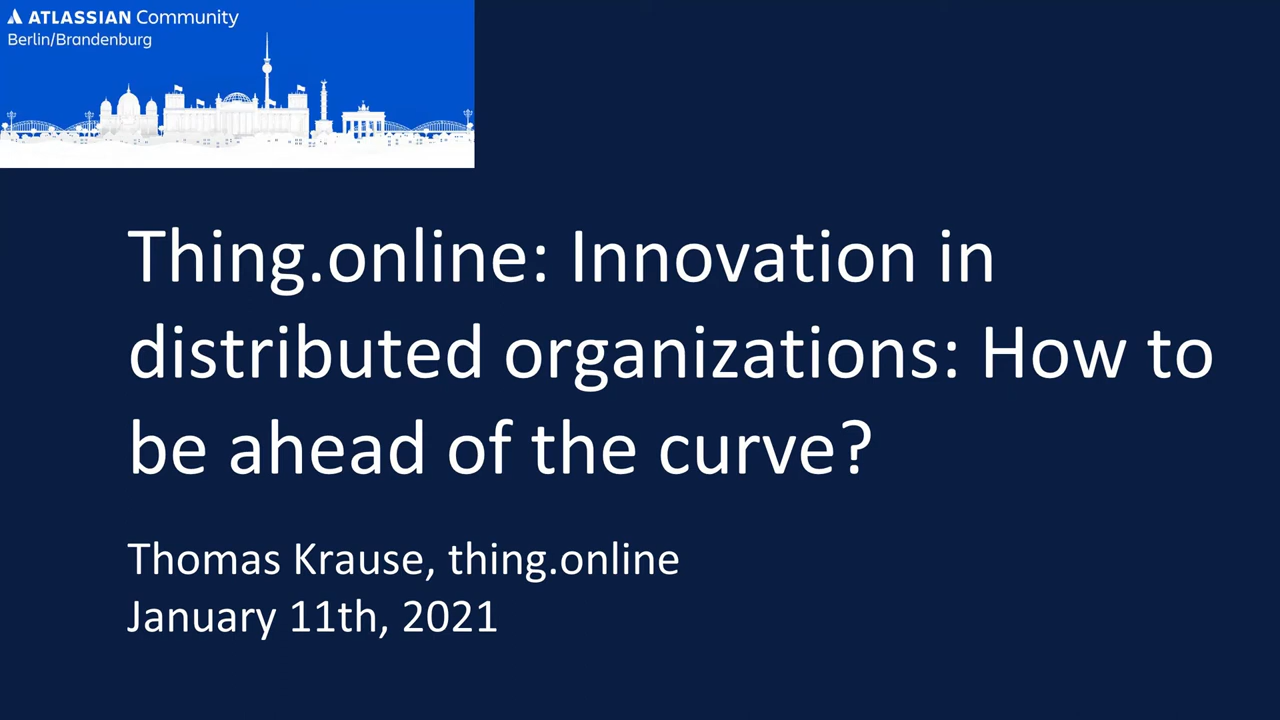 ATLASSIAN Community
Berlin/Brandenburg
Thing.online: Innovation in
distributed organizations: How to
be ahead of the curve?
Thomas Krause, thing.online
January 11th, 2021